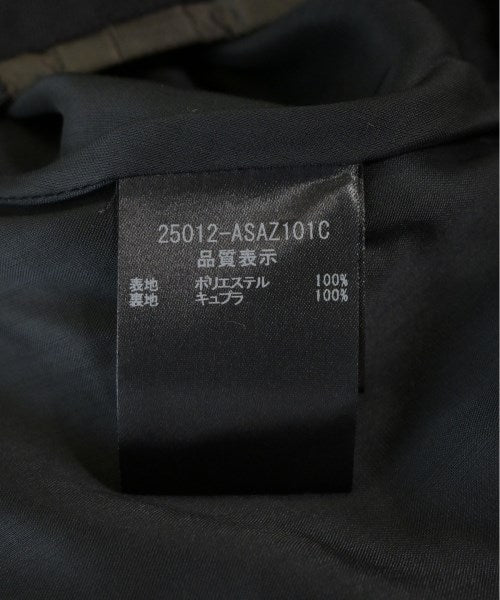 25012-ASAZ101C
品質表示
表地 ポリエステル 100%
裏地 キュプラ 100%